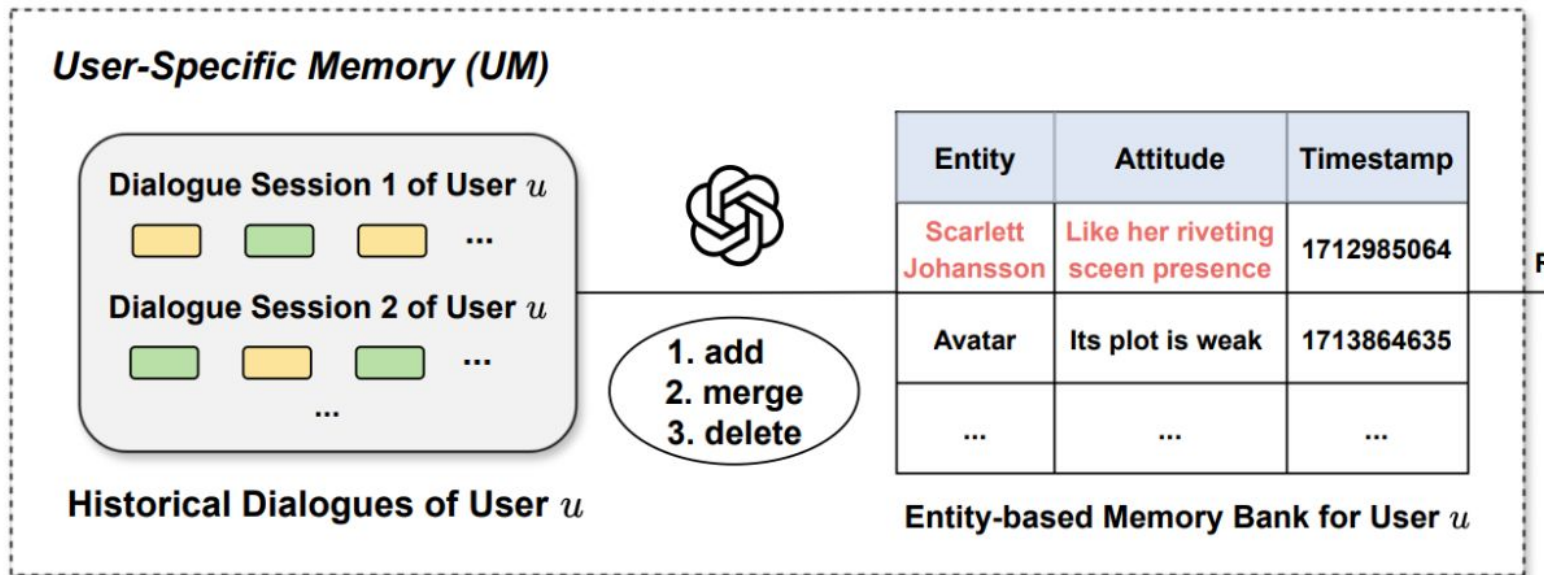 User-Specific Memory (UM)
Dialogue Session 1 of User u
...
Dialogue Session 2 of User u
...
...
Historical Dialogues of User u
1. add
2. merge
3. delete
Entity Attitude Timestamp
Scarlett Johansson Like her riveting sceen presence 1712985064
Avatar Its plot is weak 1713864635
... ... ...
Entity-based Memory Bank for User u